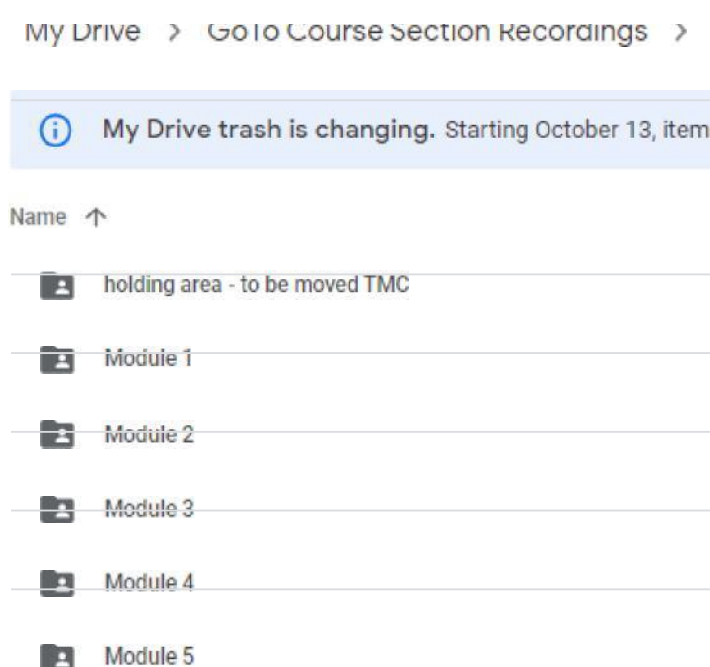 My Drive > GoTo Course Section Recordings >
My Drive trash is changing. Starting October 13, item
Name ↑
holding area - to be moved TMC
Module 1
Module 2
Module 3
Module 4
Module 5